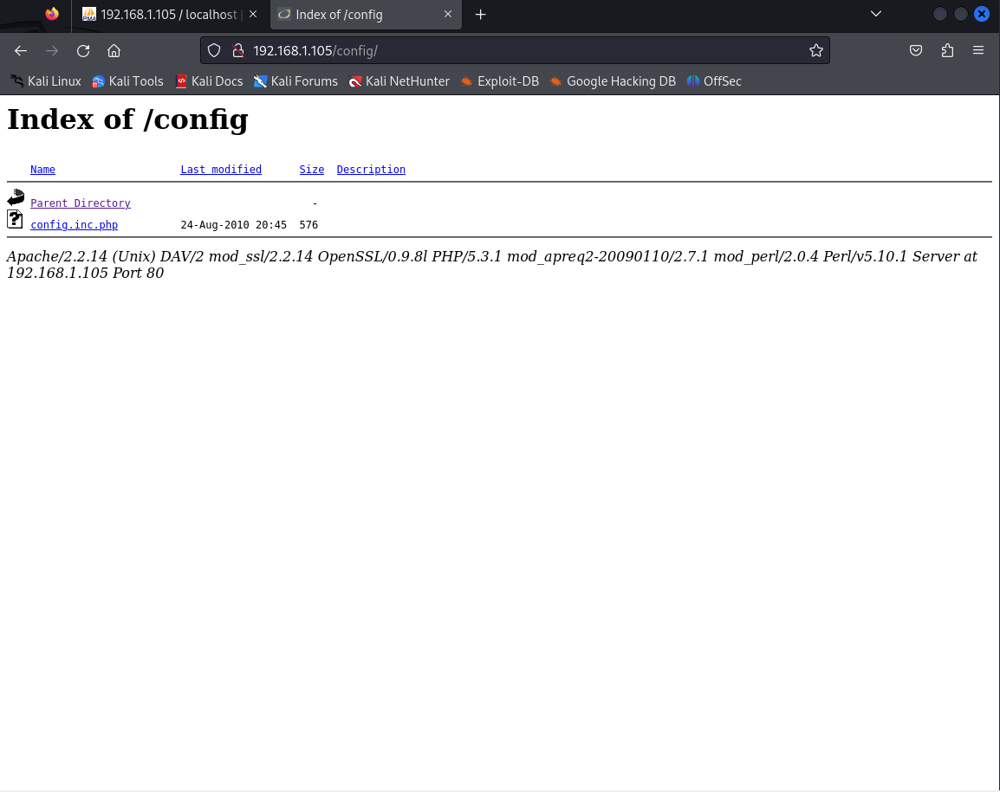 192.168.1.105 / localhost |
Index of /config
192.168.1.105/config/
Kali Linux Kali Tools Kali Docs Kali Forums Kali NetHunter Exploit-DB Google Hacking DB OffSec
Index of /config
Name Last modified Size Description
Parent Directory -
config.inc.php 24-Aug-2010 20:45 576
Apache/2.2.14 (Unix) DAV/2 mod_ssl/2.2.14 OpenSSL/0.9.8l PHP/5.3.1 mod_apreq2-20090110/2.7.1 mod_perl/2.0.4 Perl/v5.10.1 Server at
192.168.1.105 Port 80